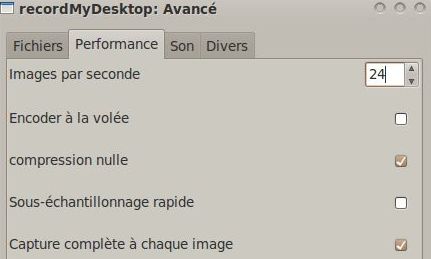 recordMyDesktop: Avancé
Fichiers Performance Son Divers
Images par seconde 24
Encoder à la volée
compression nulle
Sous-échantillonnage rapide
Capture complète à chaque image